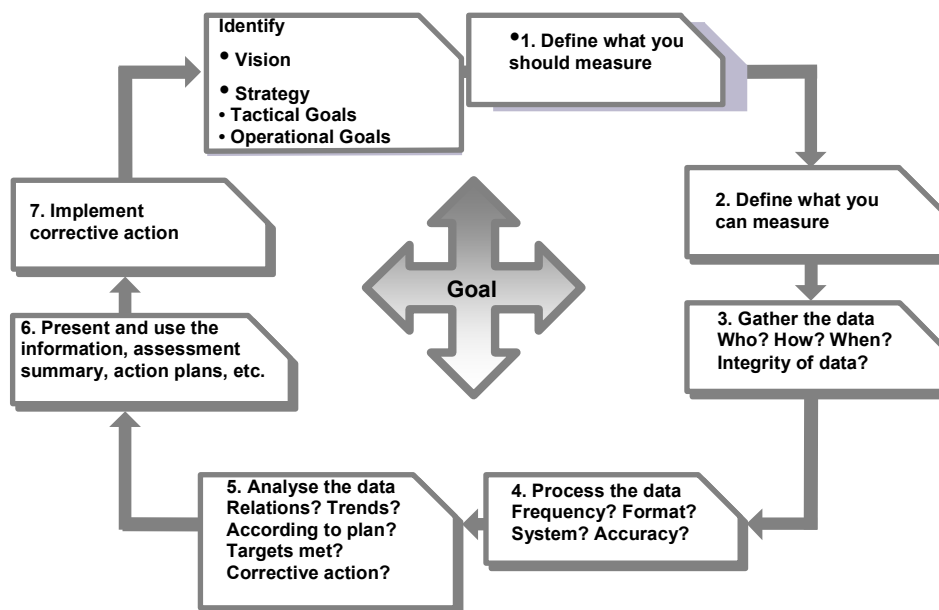 Identify
• Vision
• Strategy
• Tactical Goals
• Operational Goals
•1. Define what you
should measure
2. Define what you
can measure
3. Gather the data
Who? How? When?
Integrity of data?
4. Process the data
Frequency? Format?
System? Accuracy?
5. Analyse the data
Relations? Trends?
According to plan?
Targets met?
Corrective action?
6. Present and use the
information, assessment
summary, action plans, etc.
7. Implement
corrective action
Goal